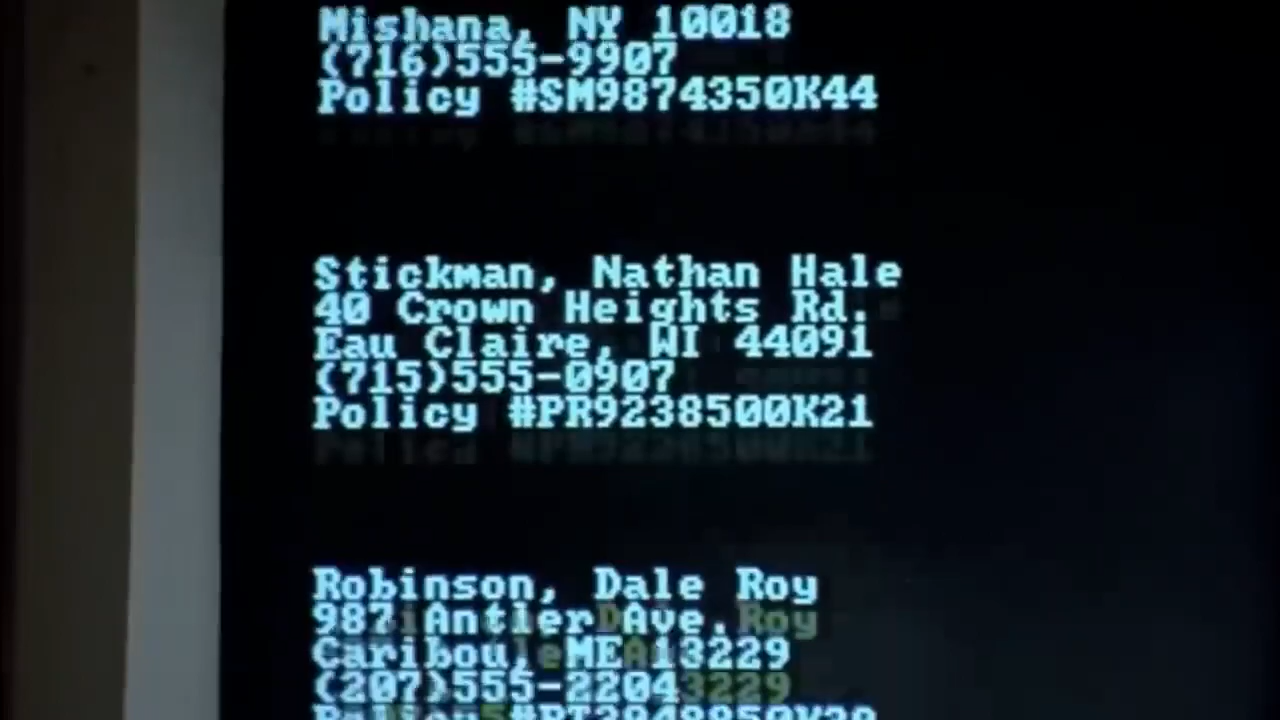 Mishana, NY 10018
(716)555-9907
Policy #SM9874350K44
Stickman, Nathan Hale
40 Crown Heights Rd.
Eau Claire, WI 44091
(715)555-0907
Policy #PR9238500K21
Robinson, Dale Roy
987 Antler Ave.
Caribou, ME 13229
(207)555-2204
Policy